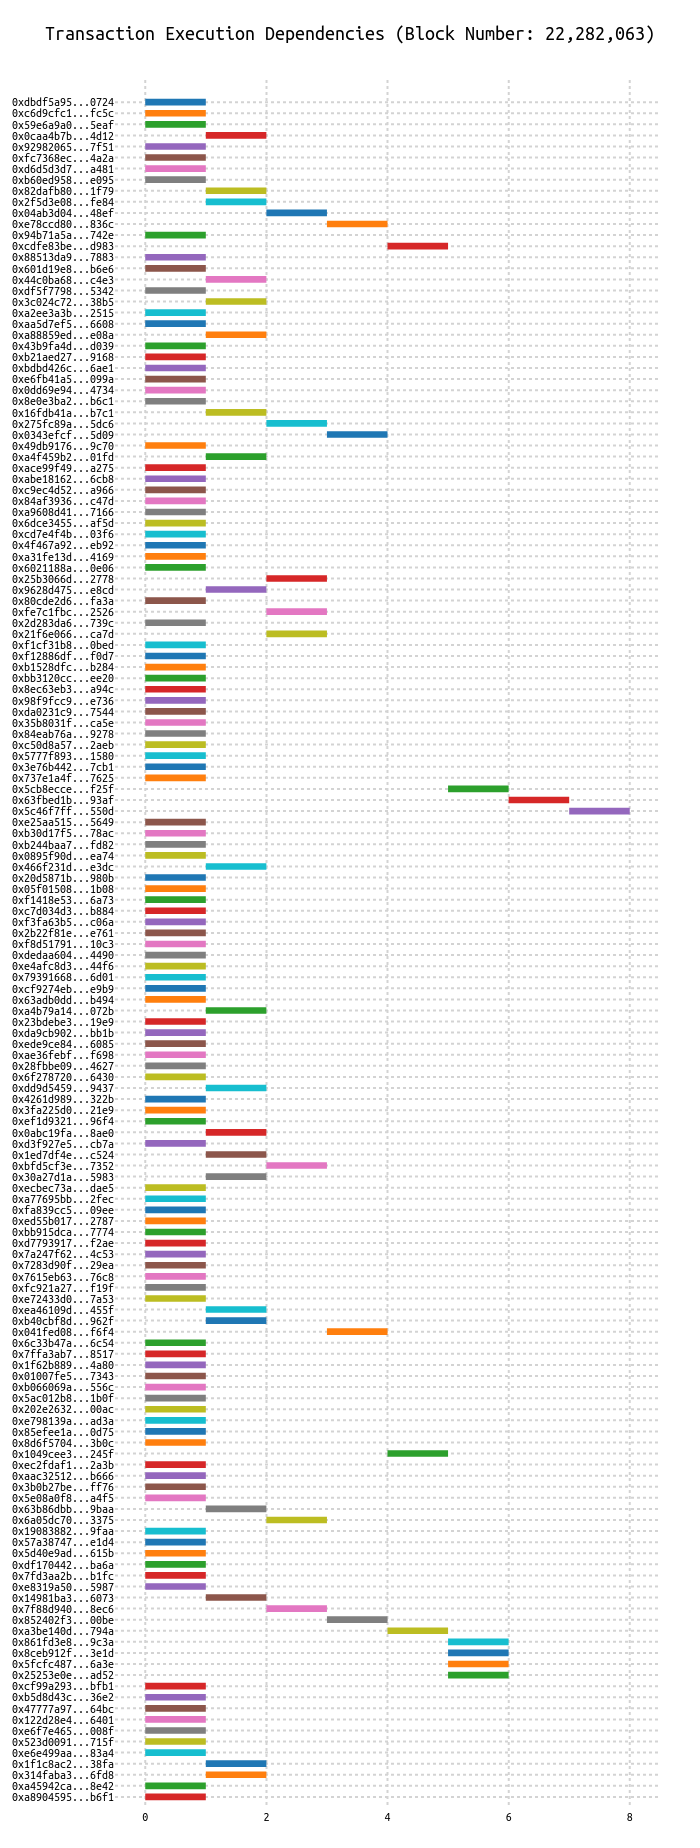 Transaction Execution Dependencies (Block Number: 22,282,063)
0xdbdf5a95...0724
0xc6d9cfc1...fc5c
0x59e6a9a0...5eaf
0x0caa4b7b...4d12
0x92982065...7f51
0xfc7368ec...4a2a
0xd6d5d3d7...a481
0xb60ed958...e095
0x82dafb80...1f79
0x2f5d3e08...fe84
0x04ab3d04...48ef
0xe78ccd80...836c
0x94b71a5a...742e
0xcdfe83be...d983
0x88513da9...7883
0x601d19e8...b6e6
0x44c0ba68...c4e3
0xdf5f7798...5342
0x3c024c72...38b5
0xa2ee3a3b...2515
0xaa5d7ef5...6608
0xa88859ed...e08a
0x43b9fa4d...d039
0xb21aed27...9168
0xbdbd426c...6ae1
0xe6fb41a5...099a
0x0dd69e94...4734
0x8e0e3ba2...b6c1
0x16fdb41a...b7c1
0x275fc89a...5dc6
0x0343efcf...5d09
0x49db9176...9c70
0xa4f459b2...01fd
0xace99f49...a275
0xabe18162...6cb8
0xc9ec4d52...a966
0x84af3936...c47d
0xa9608d41...7166
0x6dce3455...af5d
0xcd7e4f4b...03f6
0x4f467a92...eb92
0xa31fe13d...4169
0x6021188a...0e06
0x25b3066d...2778
0x9628d475...e8cd
0x80cde2d6...fa3a
0xfe7c1fbc...2526
0x2d283da6...739c
0x21f6e066...ca7d
0xf1cf31b8...0bed
0xf12886df...f0d7
0xb1528dfc...b284
0xbb3120cc...ee20
0x8ec63eb3...a94c
0x98f9fcc9...e736
0xda0231c9...7544
0x35b8031f...ca5e
0x84eab76a...9278
0xc50d8a57...2aeb
0x5777f893...1580
0x3e76b442...7cb1
0x737e1a4f...7625
0x5cb8ecce...f25f
0x63fbed1b...93af
0x5c46f7ff...550d
0xe25aa515...5649
0xb30d17f5...78ac
0xb244baa7...fd82
0x0895f90d...ea74
0x466f231d...e3dc
0x20d5871b...980b
0x05f01508...1b08
0xf1418e53...6a73
0xc7d034d3...b884
0xf3fa63b5...c06a
0x2b22f81e...e761
0xf8d51791...10c3
0xdedaa604...4490
0xe4afc8d3...44f6
0x79391668...6d01
0xcf9274eb...e9b9
0x63adb0dd...b494
0xa4b79a14...072b
0x23bdebe3...19e9
0xda9cb902...bb1b
0xede9ce84...6085
0xae36febf...f698
0x28fbbe09...4627
0x6f278720...6430
0xdd9d5459...9437
0x4261d989...322b
0x3fa225d0...21e9
0xef1d9321...96f4
0x0abc19fa...8ae0
0xd3f927e5...cb7a
0x1ed7df4e...c524
0xbfd5cf3e...7352
0x30a27d1a...5983
0xecbec73a...dae5
0xa77695bb...2fec
0xfa839cc5...09ee
0xed55b017...2787
0xbb915dca...7774
0xd7793917...f2ae
0x7a247f62...4c53
0x7283d90f...29ea
0x7615eb63...76c8
0xfc921a27...f19f
0xe72433d0...7a53
0xea46109d...455f
0xb40cbf8d...962f
0x041fed08...f6f4
0x6c33b47a...6c54
0x7ffa3ab7...8517
0x1f62b889...4a80
0x01007fe5...7343
0xb066069a...556c
0x5ac012b8...1b0f
0x202e2632...00ac
0xe798139a...ad3a
0x85efee1a...0d75
0x8d6f5704...3b0c
0x1049cee3...245f
0xec2fdaf1...2a3b
0xaac32512...b666
0x3b0b27be...ff76
0x5e08a0f8...a4f5
0x63b86dbb...9baa
0x6a05dc70...3375
0x19083882...9faa
0x57a38747...e1d4
0x5d40e9ad...615b
0xdf170442...ba6a
0x7fd3aa2b...b1fc
0xe8319a50...5987
0x14981ba3...6073
0x7f88d940...8ec6
0x852402f3...00be
0xa3be140d...794a
0x861fd3e8...9c3a
0x8ceb912f...3e1d
0x5fcfc487...6a3e
0x25253e0e...ad52
0xcf99a293...bfb1
0xb5d8d43c...36e2
0x47777a97...64bc
0x122d28e4...6401
0xe6f7e465...008f
0x523d0091...715f
0xe6e499aa...83a4
0x1f1c8ac2...38fa
0x314faba3...6fd8
0xa45942ca...8e42
0xa8904595...b6f1
0 2 4 6 8